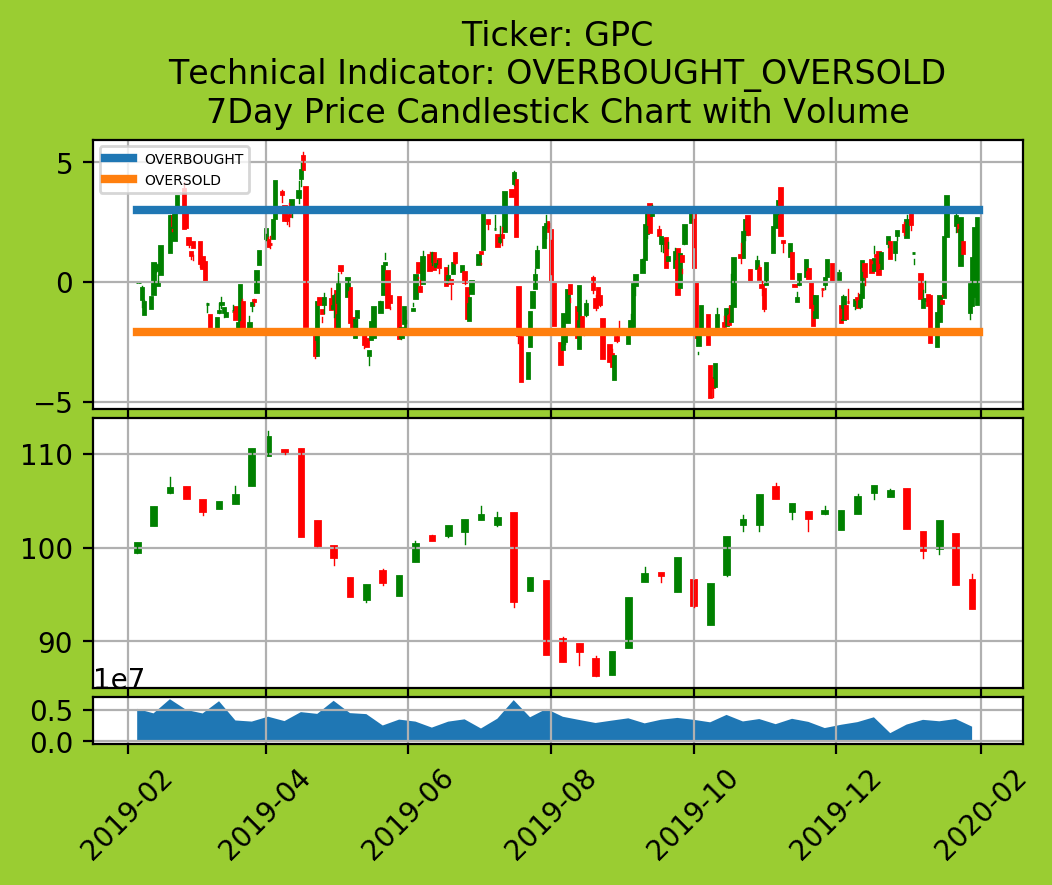 Ticker: GPC
Technical Indicator: OVERBOUGHT_OVERSOLD
7Day Price Candlestick Chart with Volume
OVERBOUGHT
OVERSOLD
5
0
−5
110
100
90
1e7
0.5
0.0
2019-02
2019-04
2019-06
2019-08
2019-10
2019-12
2020-02